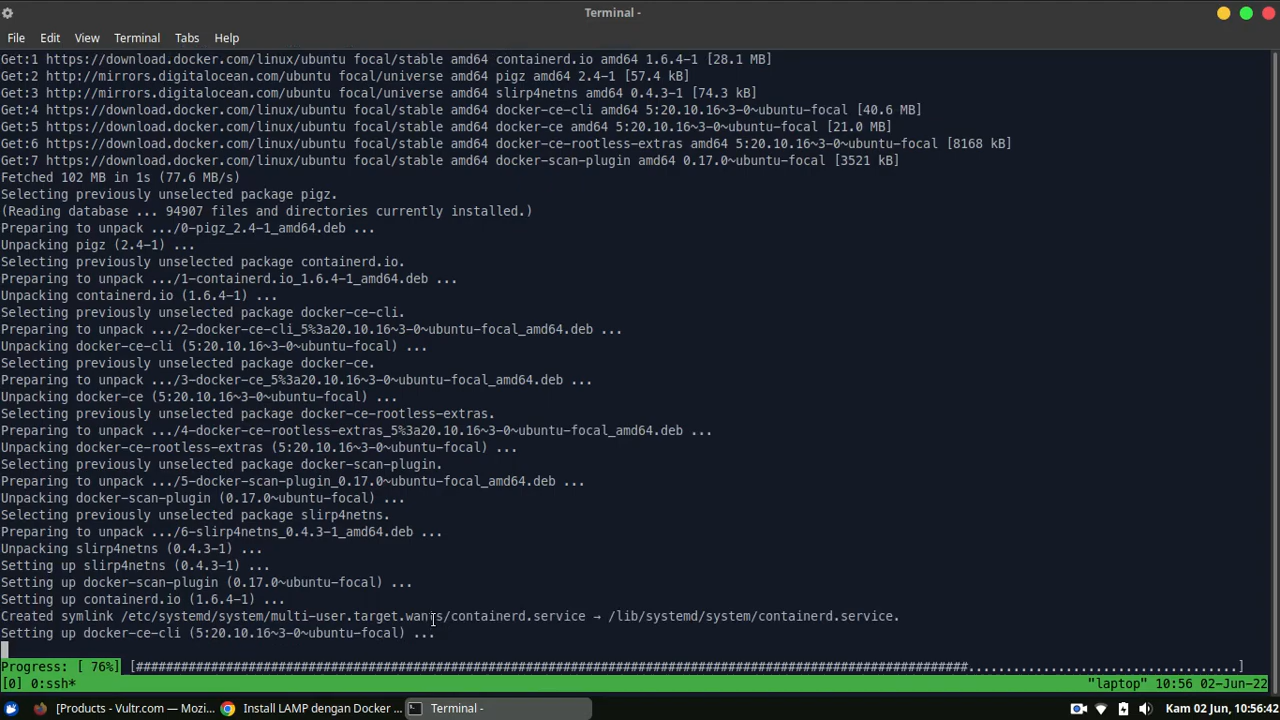 Terminal -
File Edit View Terminal Tabs Help
Get:1 https://download.docker.com/linux/ubuntu focal/stable amd64 containerd.io amd64 1.6.4-1 [28.1 MB]
Get:2 http://mirrors.digitalocean.com/ubuntu focal/universe amd64 pigz amd64 2.4-1 [57.4 kB]
Get:3 http://mirrors.digitalocean.com/ubuntu focal/universe amd64 slirp4netns amd64 0.4.3-1 [74.3 kB]
Get:4 https://download.docker.com/linux/ubuntu focal/stable amd64 docker-ce-cli amd64 5:20.10.16~3-0~ubuntu-focal [40.6 MB]
Get:5 https://download.docker.com/linux/ubuntu focal/stable amd64 docker-ce amd64 5:20.10.16~3-0~ubuntu-focal [21.0 MB]
Get:6 https://download.docker.com/linux/ubuntu focal/stable amd64 docker-ce-rootless-extras amd64 5:20.10.16~3-0~ubuntu-focal [8168 kB]
Get:7 https://download.docker.com/linux/ubuntu focal/stable amd64 docker-scan-plugin amd64 0.17.0~ubuntu-focal [3521 kB]
Fetched 102 MB in 1s (77.6 MB/s)
Selecting previously unselected package pigz.
(Reading database ... 94907 files and directories currently installed.)
Preparing to unpack .../0-pigz_2.4-1_amd64.deb ...
Unpacking pigz (2.4-1) ...
Selecting previously unselected package containerd.io.
Preparing to unpack .../1-containerd.io_1.6.4-1_amd64.deb ...
Unpacking containerd.io (1.6.4-1) ...
Selecting previously unselected package docker-ce-cli.
Preparing to unpack .../2-docker-ce-cli_5%3a20.10.16~3-0~ubuntu-focal_amd64.deb ...
Unpacking docker-ce-cli (5:20.10.16~3-0~ubuntu-focal) ...
Selecting previously unselected package docker-ce.
Preparing to unpack .../3-docker-ce_5%3a20.10.16~3-0~ubuntu-focal_amd64.deb ...
Unpacking docker-ce (5:20.10.16~3-0~ubuntu-focal) ...
Selecting previously unselected package docker-ce-rootless-extras.
Preparing to unpack .../4-docker-ce-rootless-extras_5%3a20.10.16~3-0~ubuntu-focal_amd64.deb ...
Unpacking docker-ce-rootless-extras (5:20.10.16~3-0~ubuntu-focal) ...
Selecting previously unselected package docker-scan-plugin.
Preparing to unpack .../5-docker-scan-plugin_0.17.0~ubuntu-focal_amd64.deb ...
Unpacking docker-scan-plugin (0.17.0~ubuntu-focal) ...
Selecting previously unselected package slirp4netns.
Preparing to unpack .../6-slirp4netns_0.4.3-1_amd64.deb ...
Unpacking slirp4netns (0.4.3-1) ...
Setting up slirp4netns (0.4.3-1) ...
Setting up docker-scan-plugin (0.17.0~ubuntu-focal) ...
Setting up containerd.io (1.6.4-1) ...
Created symlink /etc/systemd/system/multi-user.target.wants/containerd.service → /lib/systemd/system/containerd.service.
Setting up docker-ce-cli (5:20.10.16~3-0~ubuntu-focal) ...
Progress: [ 76%] [###############################################################################################################.....................................]
[0] 0:ssh* "laptop" 10:56 02-Jun-22
[Products - Vultr.com — Mozi... Install LAMP dengan Docker ... Terminal - Kam 02 Jun, 10:56:42